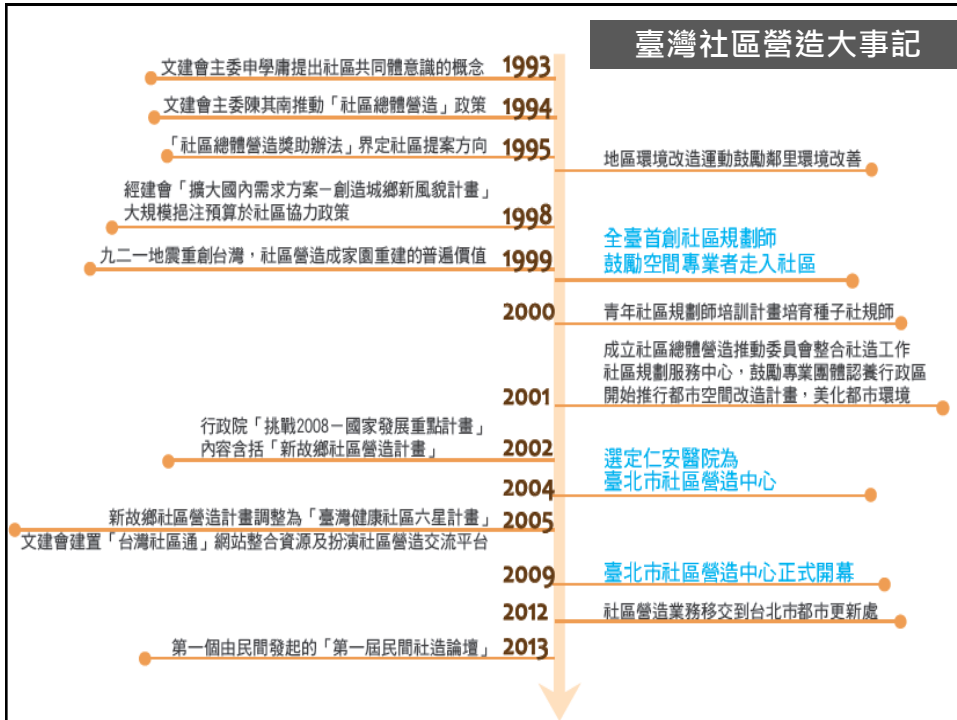 臺灣社區營造大事記
文建會主委申學庸提出社區共同體意識的概念 1993
文建會主委陳其南推動「社區總體營造」政策 1994
「社區總體營造獎助辦法」界定社區提案方向 1995
地區環境改造運動鼓勵鄰里環境改善
經建會「擴大國內需求方案－創造城鄉新風貌計畫」
大規模挹注預算於社區協力政策 1998
九二一地震重創台灣，社區營造成家園重建的普遍價值 1999
全臺首創社區規劃師
鼓勵空間專業者走入社區
2000 青年社區規劃師培訓計畫培育種子社規師
成立社區總體營造推動委員會整合社造工作
社區規劃服務中心，鼓勵專業團體認養行政區
2001 開始推行都市空間改造計畫，美化都市環境
行政院「挑戰2008－國家發展重點計畫」
內容含括「新故鄉社區營造計畫」 2002
選定仁安醫院為
2004 臺北市社區營造中心
新故鄉社區營造計畫調整為「臺灣健康社區六星計畫」 2005
文建會建置「台灣社區通」網站整合資源及扮演社區營造交流平台
2009 臺北市社區營造中心正式開幕
2012 社區營造業務移交到台北市都市更新處
第一個由民間發起的「第一屆民間社造論壇」 2013